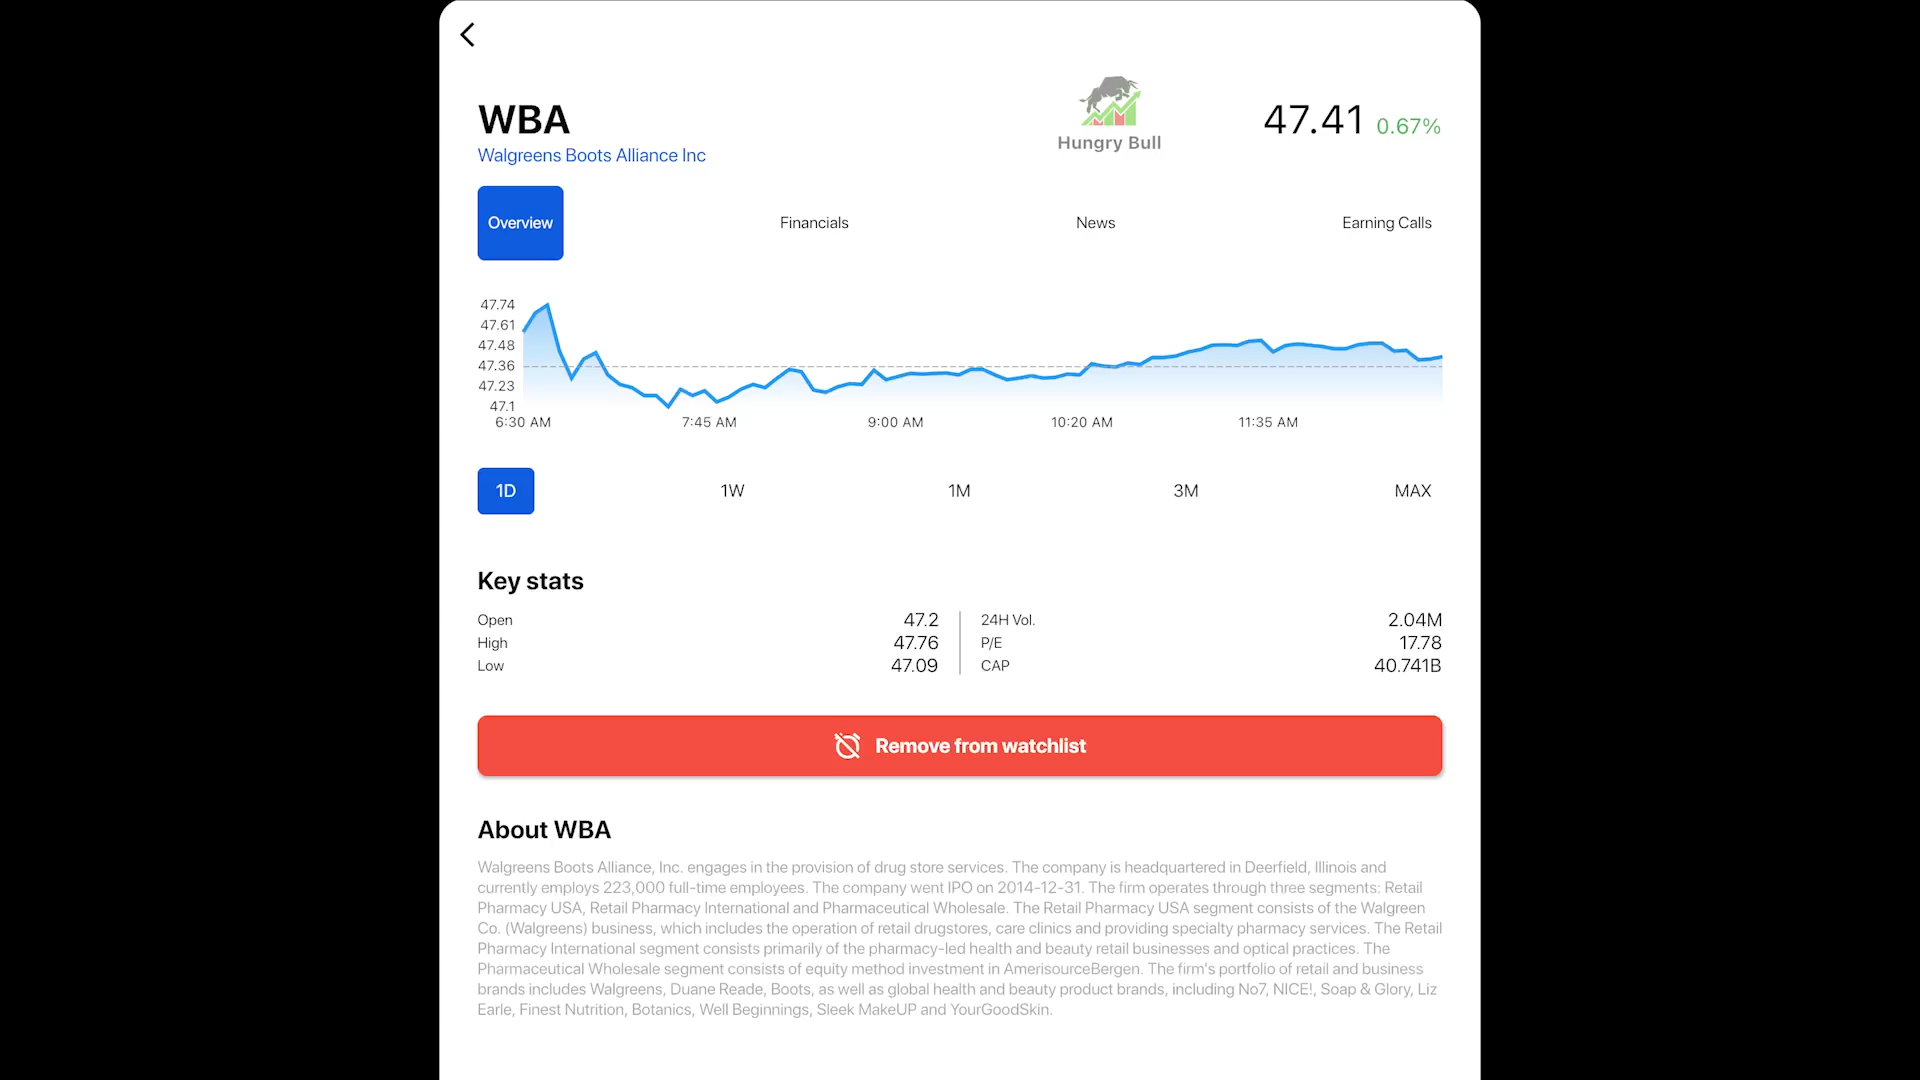 WBA
Walgreens Boots Alliance Inc
Hungry Bull
47.41 0.67%
Overview
Financials
News
Earning Calls
47.74
47.61
47.48
47.36
47.23
47.1
6:30 AM
7:45 AM
9:00 AM
10:20 AM
11:35 AM
1D
1W
1M
3M
MAX
Key stats
Open 47.2
High 47.76
Low 47.09
24H Vol. 2.04M
P/E 17.78
CAP 40.741B
Remove from watchlist
About WBA
Walgreens Boots Alliance, Inc. engages in the provision of drug store services. The company is headquartered in Deerfield, Illinois and
currently employs 223,000 full-time employees. The company went IPO on 2014-12-31. The firm operates through three segments: Retail
Pharmacy USA, Retail Pharmacy International and Pharmaceutical Wholesale. The Retail Pharmacy USA segment consists of the Walgreen
Co. (Walgreens) business, which includes the operation of retail drugstores, care clinics and providing specialty pharmacy services. The Retail
Pharmacy International segment consists primarily of the pharmacy-led health and beauty retail businesses and optical practices. The
Pharmaceutical Wholesale segment consists of equity method investment in AmerisourceBergen. The firm's portfolio of retail and business
brands includes Walgreens, Duane Reade, Boots, as well as global health and beauty product brands, including No7, NICE!, Soap & Glory, Liz
Earle, Finest Nutrition, Botanics, Well Beginnings, Sleek MakeUP and YourGoodSkin.